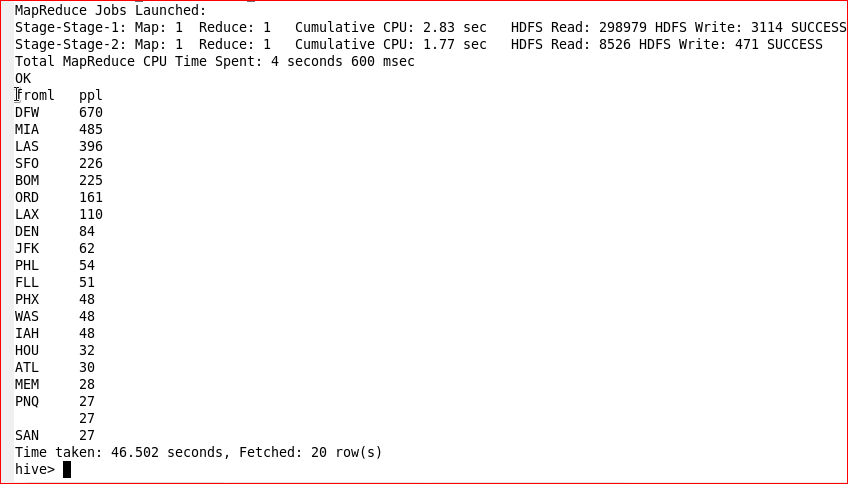 MapReduce Jobs Launched:
Stage-Stage-1: Map: 1  Reduce: 1   Cumulative CPU: 2.83 sec   HDFS Read: 298979 HDFS Write: 3114 SUCCESS
Stage-Stage-2: Map: 1  Reduce: 1   Cumulative CPU: 1.77 sec   HDFS Read: 8526 HDFS Write: 471 SUCCESS
Total MapReduce CPU Time Spent: 4 seconds 600 msec
OK
froml   ppl
DFW     670
MIA     485
LAS     396
SFO     226
BOM     225
ORD     161
LAX     110
DEN     84
JFK     62
PHL     54
FLL     51
PHX     48
WAS     48
IAH     48
HOU     32
ATL     30
MEM     28
PNQ     27
        27
SAN     27
Time taken: 46.502 seconds, Fetched: 20 row(s)
hive>